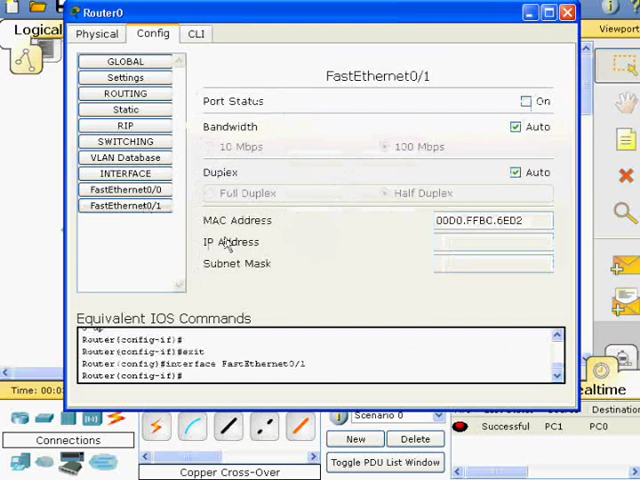 Router0
Logical
Viewport
Physical
Config
CLI
GLOBAL
Settings
ROUTING
Static
RIP
SWITCHING
VLAN Database
INTERFACE
FastEthernet0/0
FastEthernet0/1
FastEthernet0/1
Port Status
On
Bandwidth
Auto
10 Mbps
100 Mbps
Duplex
Auto
Full Duplex
Half Duplex
MAC Address
00D0.FFBC.6ED2
IP Address
Subnet Mask
Equivalent IOS Commands
Router(config-if)#
Router(config-if)#exit
Router(config)#interface FastEthernet0/1
Router(config-if)#
Time: 00:0
ealtime
Scenario 0
Destination
New
Delete
Successful
PC1
PC0
Connections
Toggle PDU List Window
Copper Cross-Over